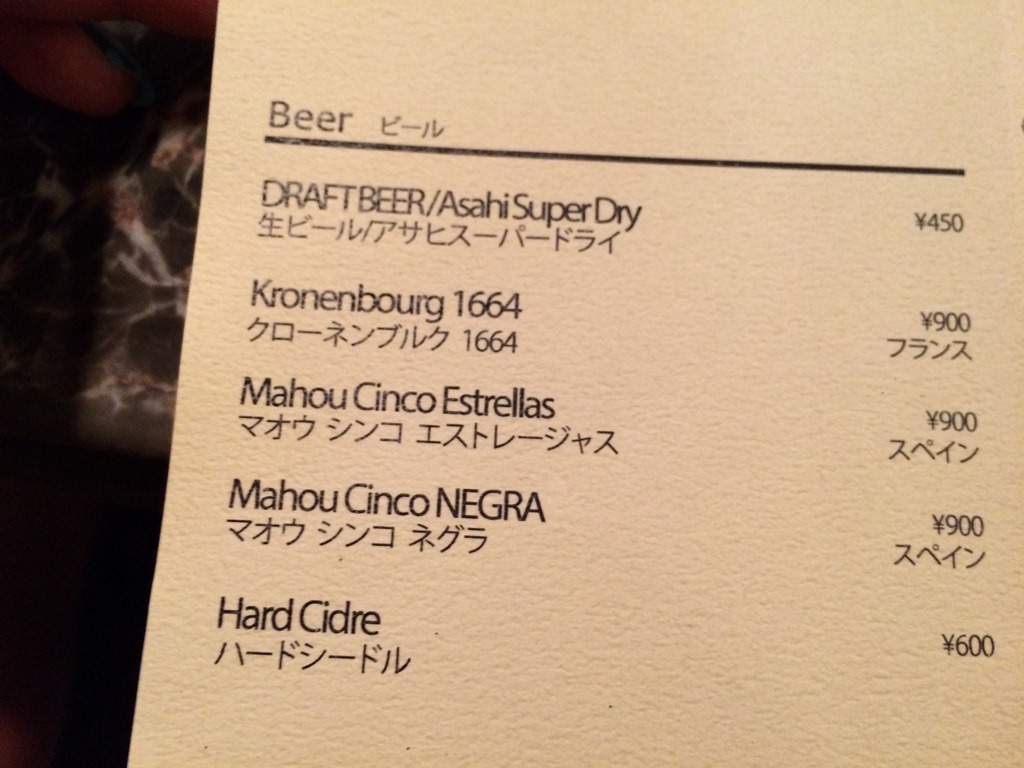 Beer ビール
DRAFT BEER/Asahi Super Dry ¥450
生ビール/アサヒスーパードライ
Kronenbourg 1664 ¥900
クローネンブルク 1664 フランス
Mahou Cinco Estrellas ¥900
マオウ シンコ エストレージャス スペイン
Mahou Cinco NEGRA ¥900
マオウ シンコ ネグラ スペイン
Hard Cidre ¥600
ハードシードル